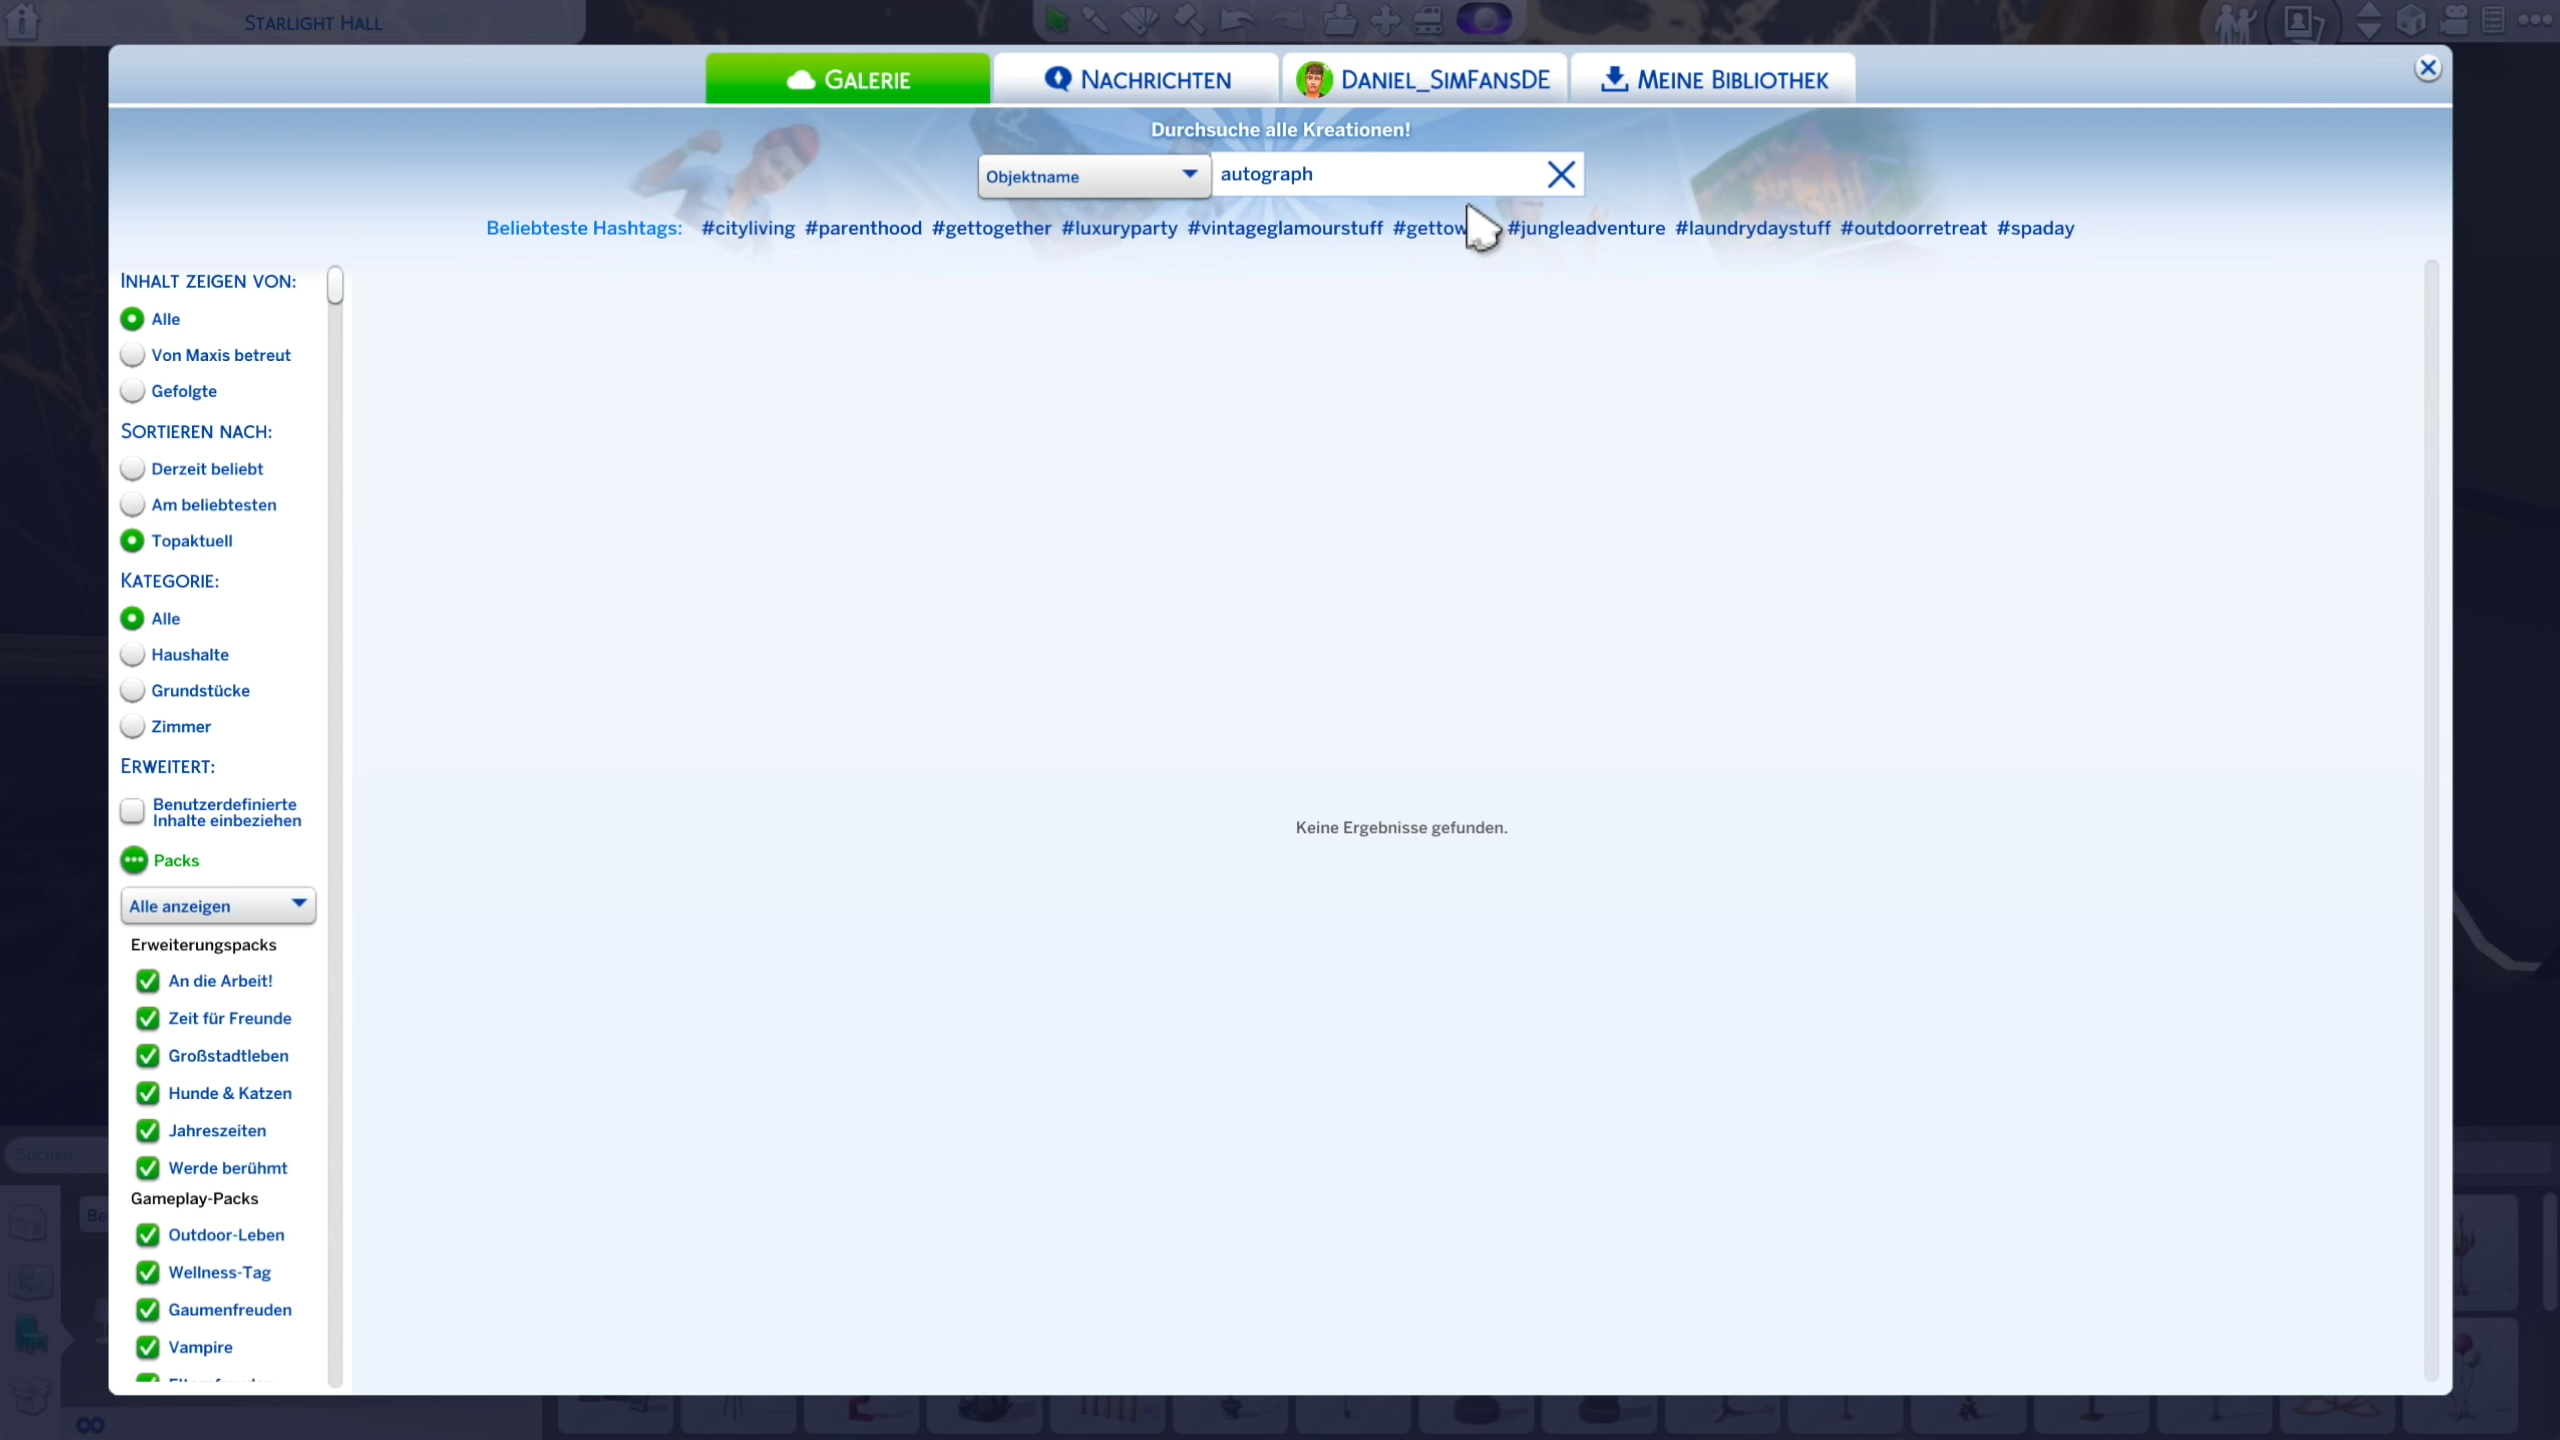 STARLIGHT HALL
GALERIE
NACHRICHTEN
DANIEL_SIMFANSDE
MEINE BIBLIOTHEK
Durchsuche alle Kreationen!
Objektname
autograph
Beliebteste Hashtags: #cityliving #parenthood #gettogether #luxuryparty #vintageglamourstuff #gettow #jungleadventure #laundrydaystuff #outdoorretreat #spaday
INHALT ZEIGEN VON:
Alle
Von Maxis betreut
Gefolgte
SORTIEREN NACH:
Derzeit beliebt
Am beliebtesten
Topaktuell
KATEGORIE:
Alle
Haushalte
Grundstücke
Zimmer
ERWEITERT:
Benutzerdefinierte
Inhalte einbeziehen
Packs
Alle anzeigen
Erweiterungspacks
An die Arbeit!
Zeit für Freunde
Großstadtleben
Hunde & Katzen
Jahreszeiten
Werde berühmt
Gameplay-Packs
Outdoor-Leben
Wellness-Tag
Gaumenfreuden
Vampire
Keine Ergebnisse gefunden.
Suchen
Be